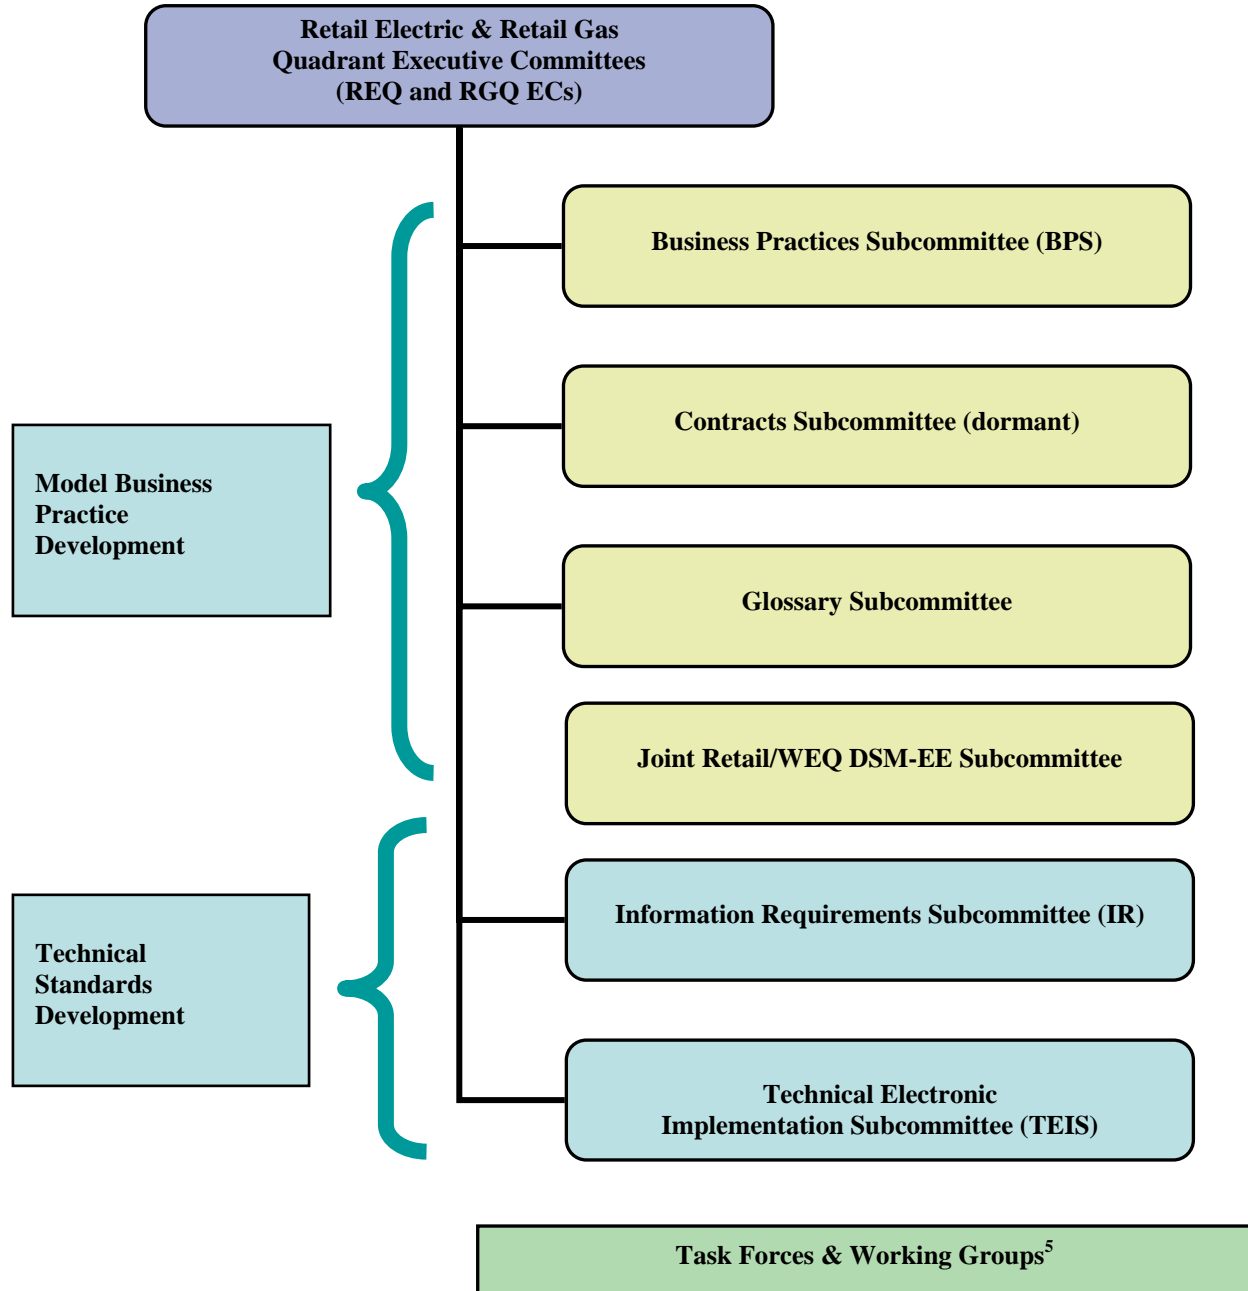 Retail Electric & Retail Gas
Quadrant Executive Committees
(REQ and RGQ ECs)
Business Practices Subcommittee (BPS)
Contracts Subcommittee (dormant)
Model Business
Practice
Development
Glossary Subcommittee
Joint Retail/WEQ DSM-EE Subcommittee
Information Requirements Subcommittee (IR)
Technical
Standards
Development
Technical Electronic
Implementation Subcommittee (TEIS)
Task Forces & Working Groups⁵